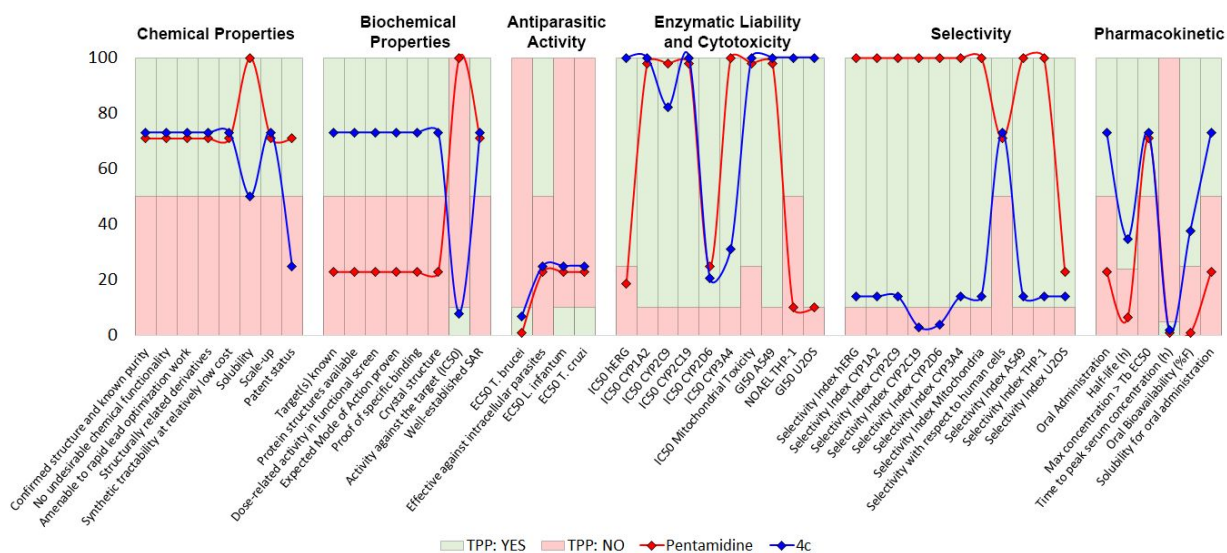 Chemical Properties
Biochemical
Properties
Antiparasitic
Activity
Enzymatic Liability
and Cytotoxicity
Selectivity
Pharmacokinetic
100
80
60
40
20
0
Confirmed structure and known purity
No undesirable chemical functionality
Amenable to rapid lead optimization work
Structurally related derivatives
Synthetic tractability at relatively low cost
Solubility
Scale-up
Patent status
Target(s) known
Protein structures available
Dose-related activity in functional screen
Expected Mode of Action proven
Proof of specific binding
Crystal structure
Activity against the target (IC50)
Well-established SAR
EC50 T. brucei
Effective against intracellular parasites
EC50 L .infantum
EC50 T. cruzi
IC50 hERG
IC50 CYP1A2
IC50 CYP2C9
IC50 CYP2C19
IC50 CYP2D6
IC50 CYP3A4
IC50 Mitochondrial Toxicity
GI50 A549
NOAEL THP-1
GI50 U2OS
Selectivity Index hERG
Selectivity Index YP1A2
Selectivity Index CYP2C9
Selectivity Index CYP2C19
Selectivity Index CYP2D6
Selectivity Index CYP3A4
Selectivity Index Mitochondria
Selectivity with respect to human cells
Selectivity Index A549
Selectivity Index THP-1
Selectivity Index U2OS
Oral Administration
Half-life (h)
Max concentration > Tb EC50
Time to peak serum concentration (h)
Oral Bioavailability (%F)
Solubility for oral administration
TPP: YES
TPP: NO
Pentamidine
4c